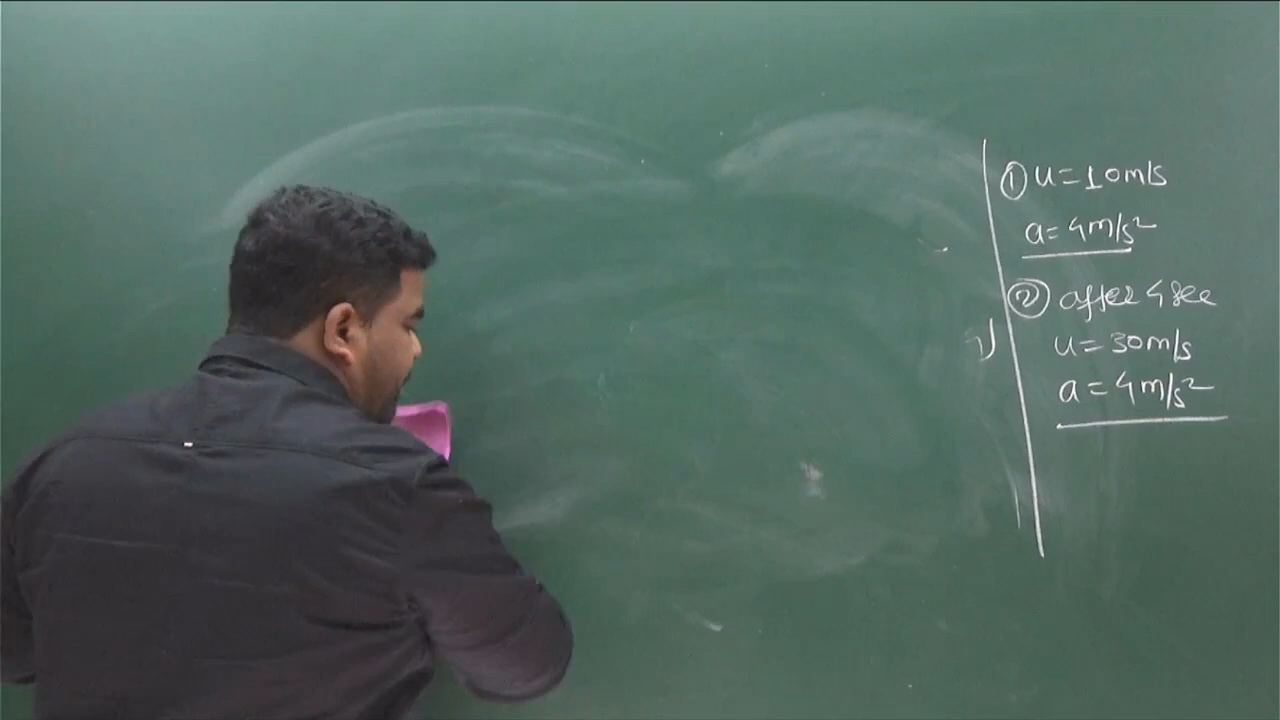 ① u = 10 m/s
a = 4 m/s²
② after 4 sec
u = 30 m/s
a = 4 m/s²